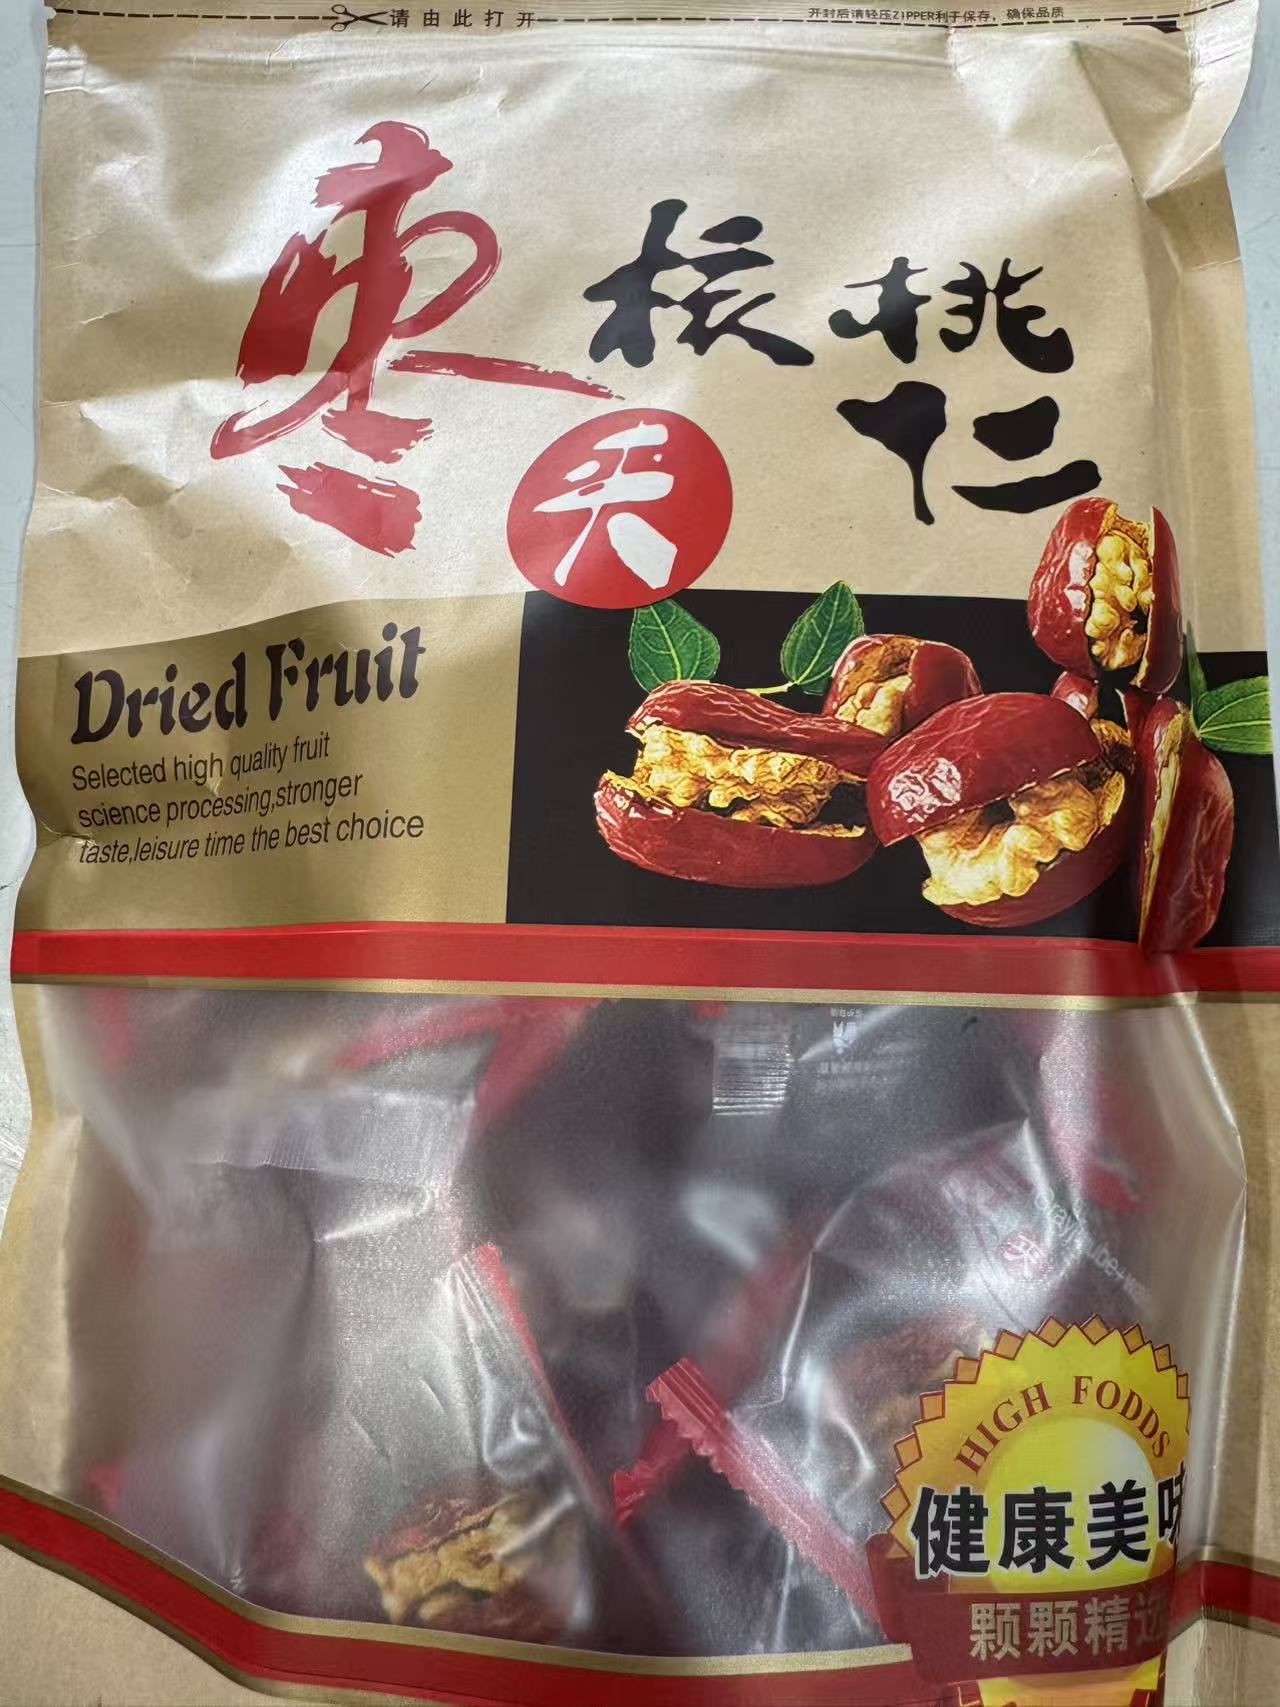 请由此打开
开封后请轻压ZIPPER利于保存，确保品质
枣夹核桃仁
Dried Fruit
Selected high quality fruit
science processing,stronger
taste,leisure time the best choice
HIGH FODDS
健康美味
颗颗精选